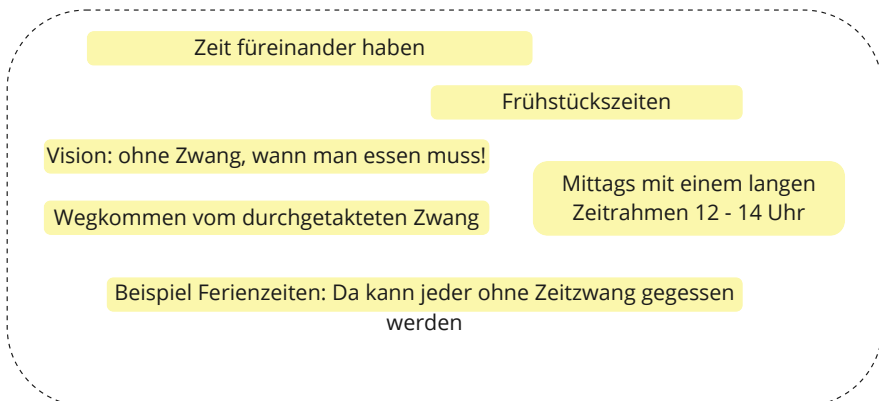 Zeit füreinander haben
Frühstückszeiten
Vision: ohne Zwang, wann man essen muss!
Mittags mit einem langen
Zeitrahmen 12 - 14 Uhr
Wegkommen vom durchgetakteten Zwang
Beispiel Ferienzeiten: Da kann jeder ohne Zeitzwang gegessen
werden